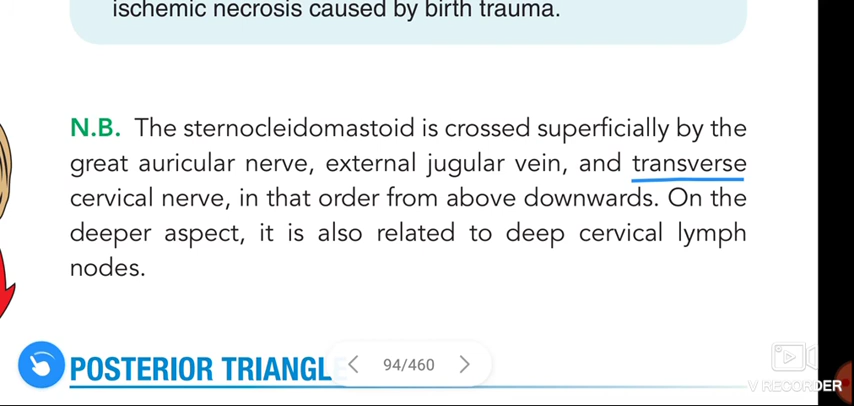 ischemic necrosis caused by birth trauma.
N.B. The sternocleidomastoid is crossed superficially by the
great auricular nerve, external jugular vein, and transverse
cervical nerve, in that order from above downwards. On the
deeper aspect, it is also related to deep cervical lymph
nodes.
POSTERIOR TRIANGL
94/460
V RECORDER